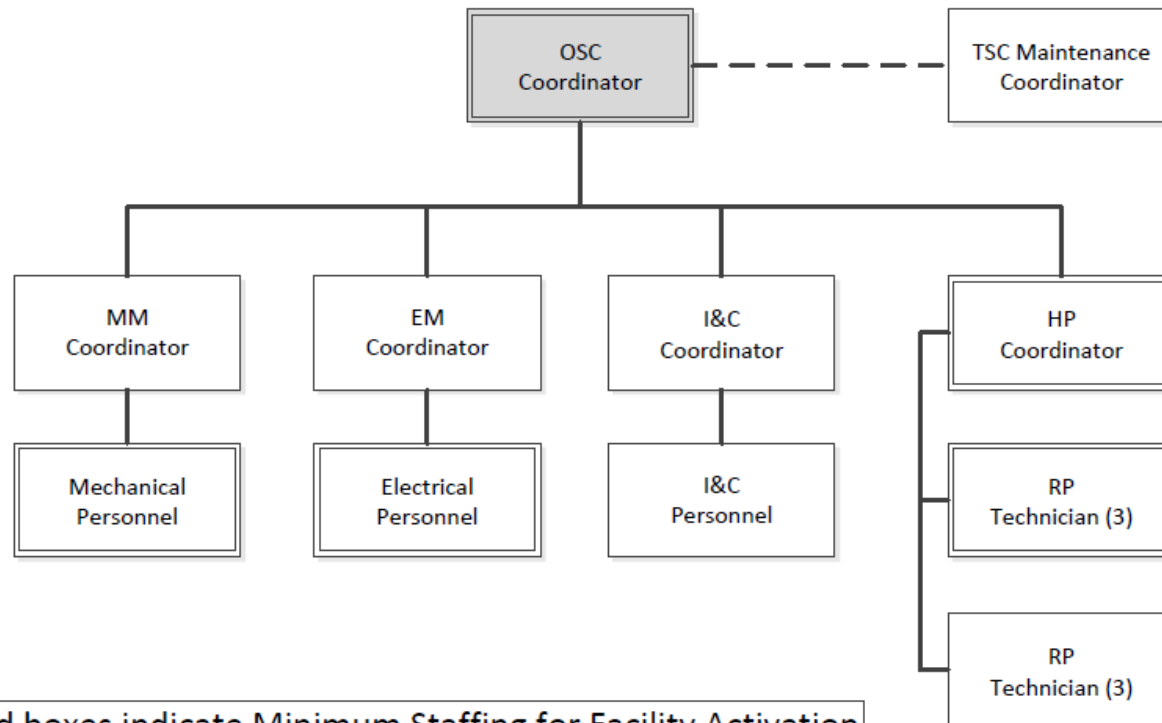 OSC
Coordinator
TSC Maintenance
Coordinator
MM
Coordinator
EM
Coordinator
I&C
Coordinator
HP
Coordinator
Mechanical
Personnel
Electrical
Personnel
I&C
Personnel
RP
Technician (3)
RP
Technician (3)
boxes indicate Minimum Staffing for Facility Activation